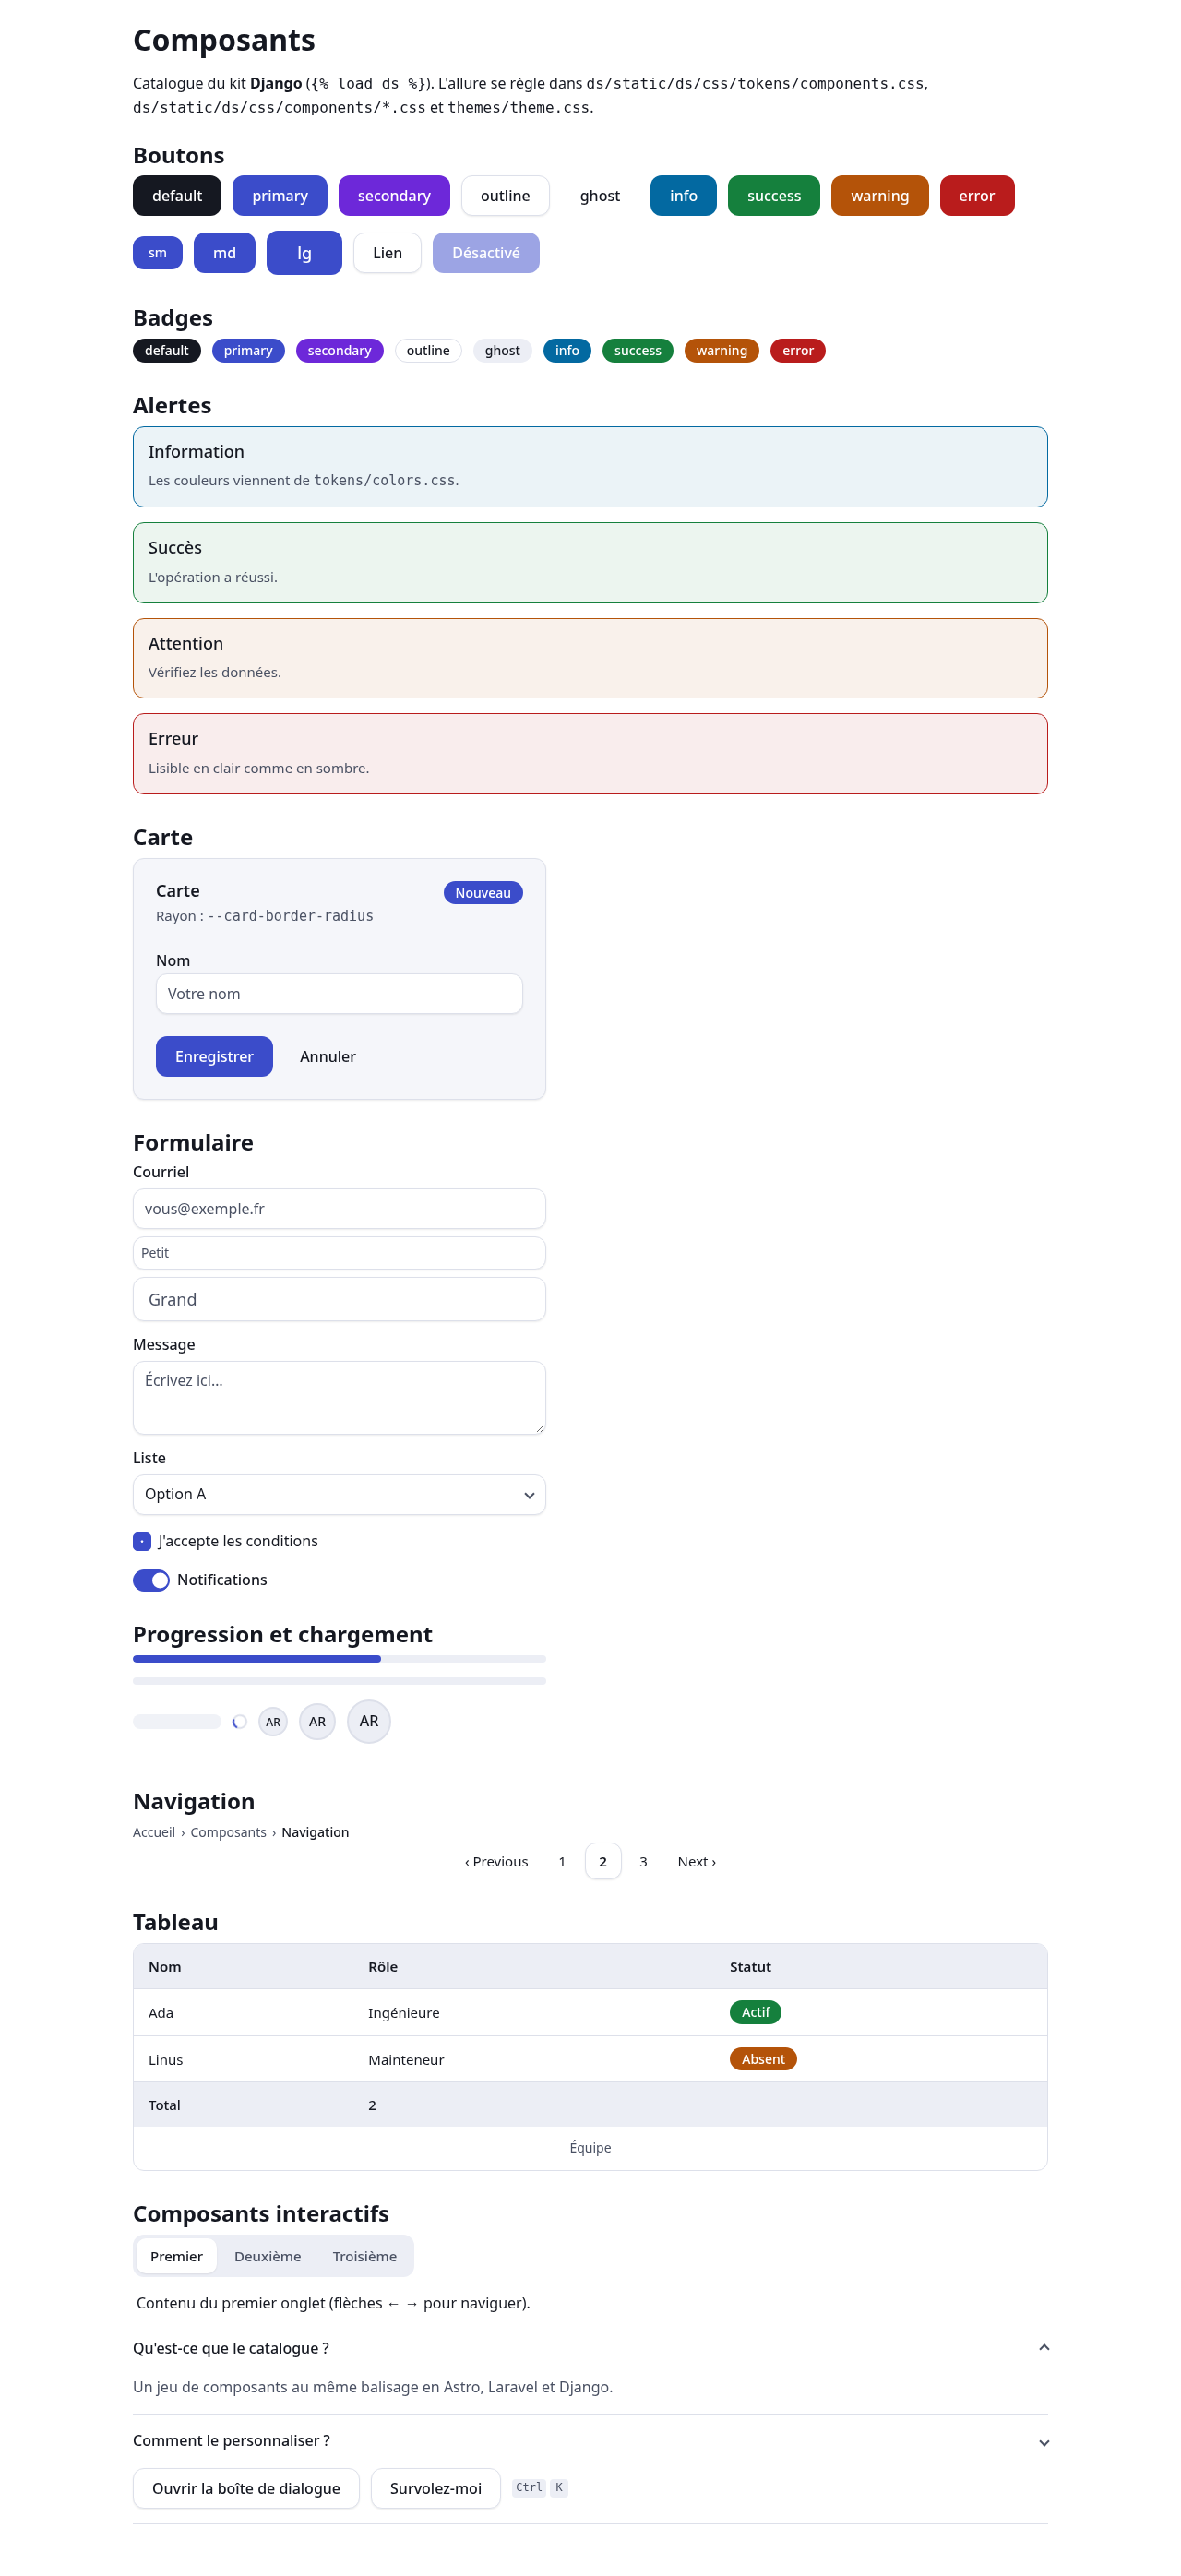 Composants
Catalogue du kit Django ({% load ds %}). L'allure se règle dans ds/static/ds/css/tokens/components.css,
ds/static/ds/css/components/*.css et themes/theme.css.
Boutons
default primary secondary outline ghost info success warning error
sm md lg Lien Désactivé
Badges
default primary secondary outline ghost info success warning error
Alertes
Information
Les couleurs viennent de tokens/colors.css.
Succès
L'opération a réussi.
Attention
Vérifiez les données.
Erreur
Lisible en clair comme en sombre.
Carte
Carte Nouveau
Rayon : --card-border-radius
Nom
Votre nom
Enregistrer Annuler
Formulaire
Courriel
vous@exemple.fr
Petit
Grand
Message
Écrivez ici...
Liste
Option A
J'accepte les conditions
Notifications
Progression et chargement
AR AR AR
Navigation
Accueil › Composants › Navigation
‹ Previous 1 2 3 Next ›
Tableau
Nom Rôle Statut
Ada Ingénieure Actif
Linus Mainteneur Absent
Total 2
Équipe
Composants interactifs
Premier Deuxième Troisième
Contenu du premier onglet (flèches ← → pour naviguer).
Qu'est-ce que le catalogue ?
Un jeu de composants au même balisage en Astro, Laravel et Django.
Comment le personnaliser ?
Ouvrir la boîte de dialogue Survolez-moi Ctrl K